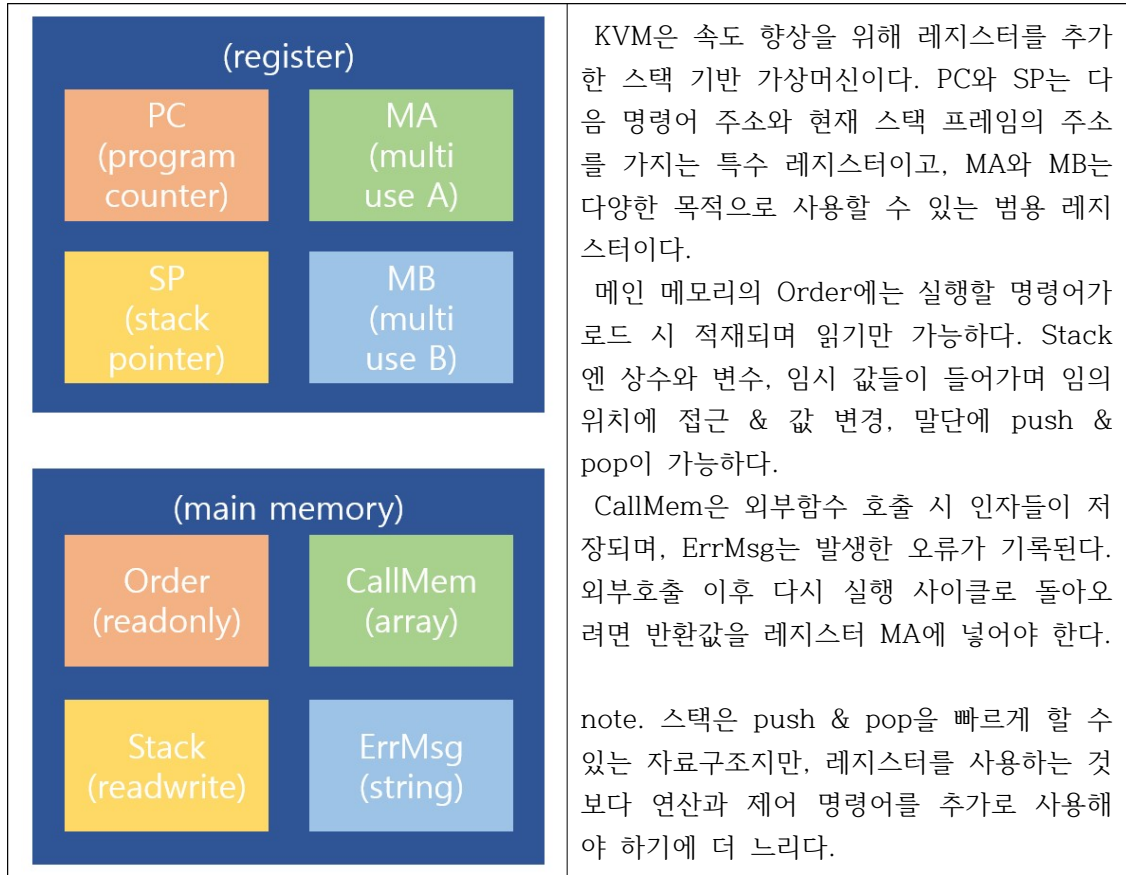 (register)
PC
(program
counter)
MA
(multi
use A)
SP
(stack
pointer)
MB
(multi
use B)
(main memory)
Order
(readonly)
CallMem
(array)
Stack
(readwrite)
ErrMsg
(string)
KVM은 속도 향상을 위해 레지스터를 추가
한 스택 기반 가상머신이다. PC와 SP는 다
음 명령어 주소와 현재 스택 프레임의 주소
를 가지는 특수 레지스터이고, MA와 MB는
다양한 목적으로 사용할 수 있는 범용 레지
스터이다.
메인 메모리의 Order에는 실행할 명령어가
로드 시 적재되며 읽기만 가능하다. Stack
엔 상수와 변수, 임시 값들이 들어가며 임의
위치에 접근 & 값 변경, 말단에 push &
pop이 가능하다.
CallMem은 외부함수 호출 시 인자들이 저
장되며, ErrMsg는 발생한 오류가 기록된다.
외부호출 이후 다시 실행 사이클로 돌아오
려면 반환값을 레지스터 MA에 넣어야 한다.
note. 스택은 push & pop을 빠르게 할 수
있는 자료구조지만, 레지스터를 사용하는 것
보다 연산과 제어 명령어를 추가로 사용해
야 하기에 더 느리다.